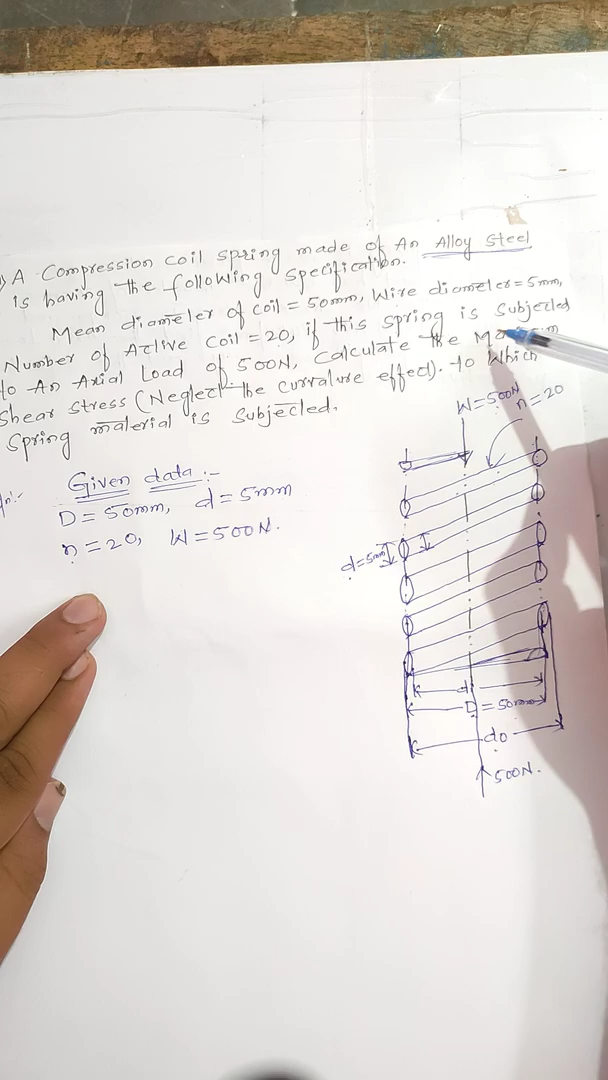 A Compression coil spring made of An Alloy Steel
is having the following specification.
Mean diameter of coil = 50mm, Wire diameter = 5mm,
Number of Active coil = 20, if this spring is Subjected
to An Axial Load of 500N, Calculate the
Shear stress (Neglect the curvature effect). to Which
Spring material is Subjected.
Given data :-
D = 50mm, d = 5mm
n = 20, W = 500N.
W = 500N
n = 20
d = 5mm
di
D = 50mm
do
500N.